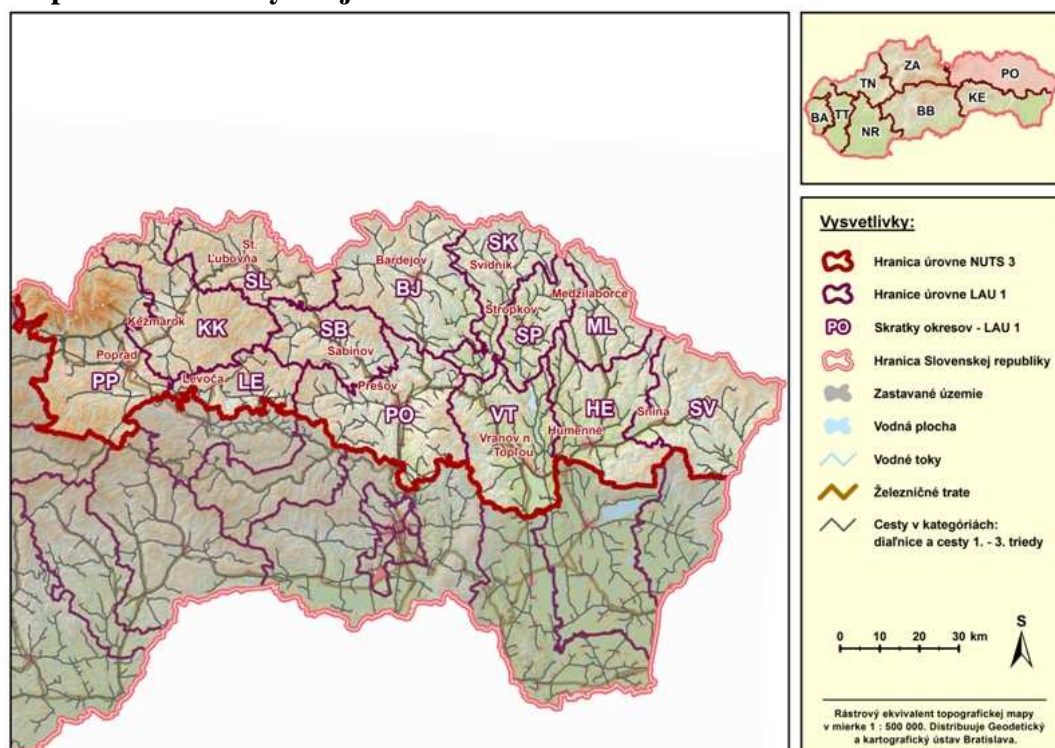 ZA
PO
TN
KE
BA
TT
BB
NR
St.
Ľubovňa
SL
Bardejov
BJ
SK
Svidník
Medzilaborce
Stropkov
SP
ML
Kežmarok
KK
SB
Sabinov
Poprad
PP
Levoča
LE
Prešov
PO
VT
Vranov n
Topľou
HE
Humenné
Snina
SV
Vysvetlivky:
Hranica úrovne NUTS 3
Hranice úrovne LAU 1
PO Skratky okresov - LAU 1
Hranica Slovenskej republiky
Zastavané územie
Vodná plocha
Vodné toky
Železničné trate
Cesty v kategóriách:
diaľnice a cesty 1. - 3. triedy
S
0 10 20 30 km
Rástrový ekvivalent topografickej mapy
v mierke 1 : 500 000. Distribuuje Geodetický
a kartografický ústav Bratislava.